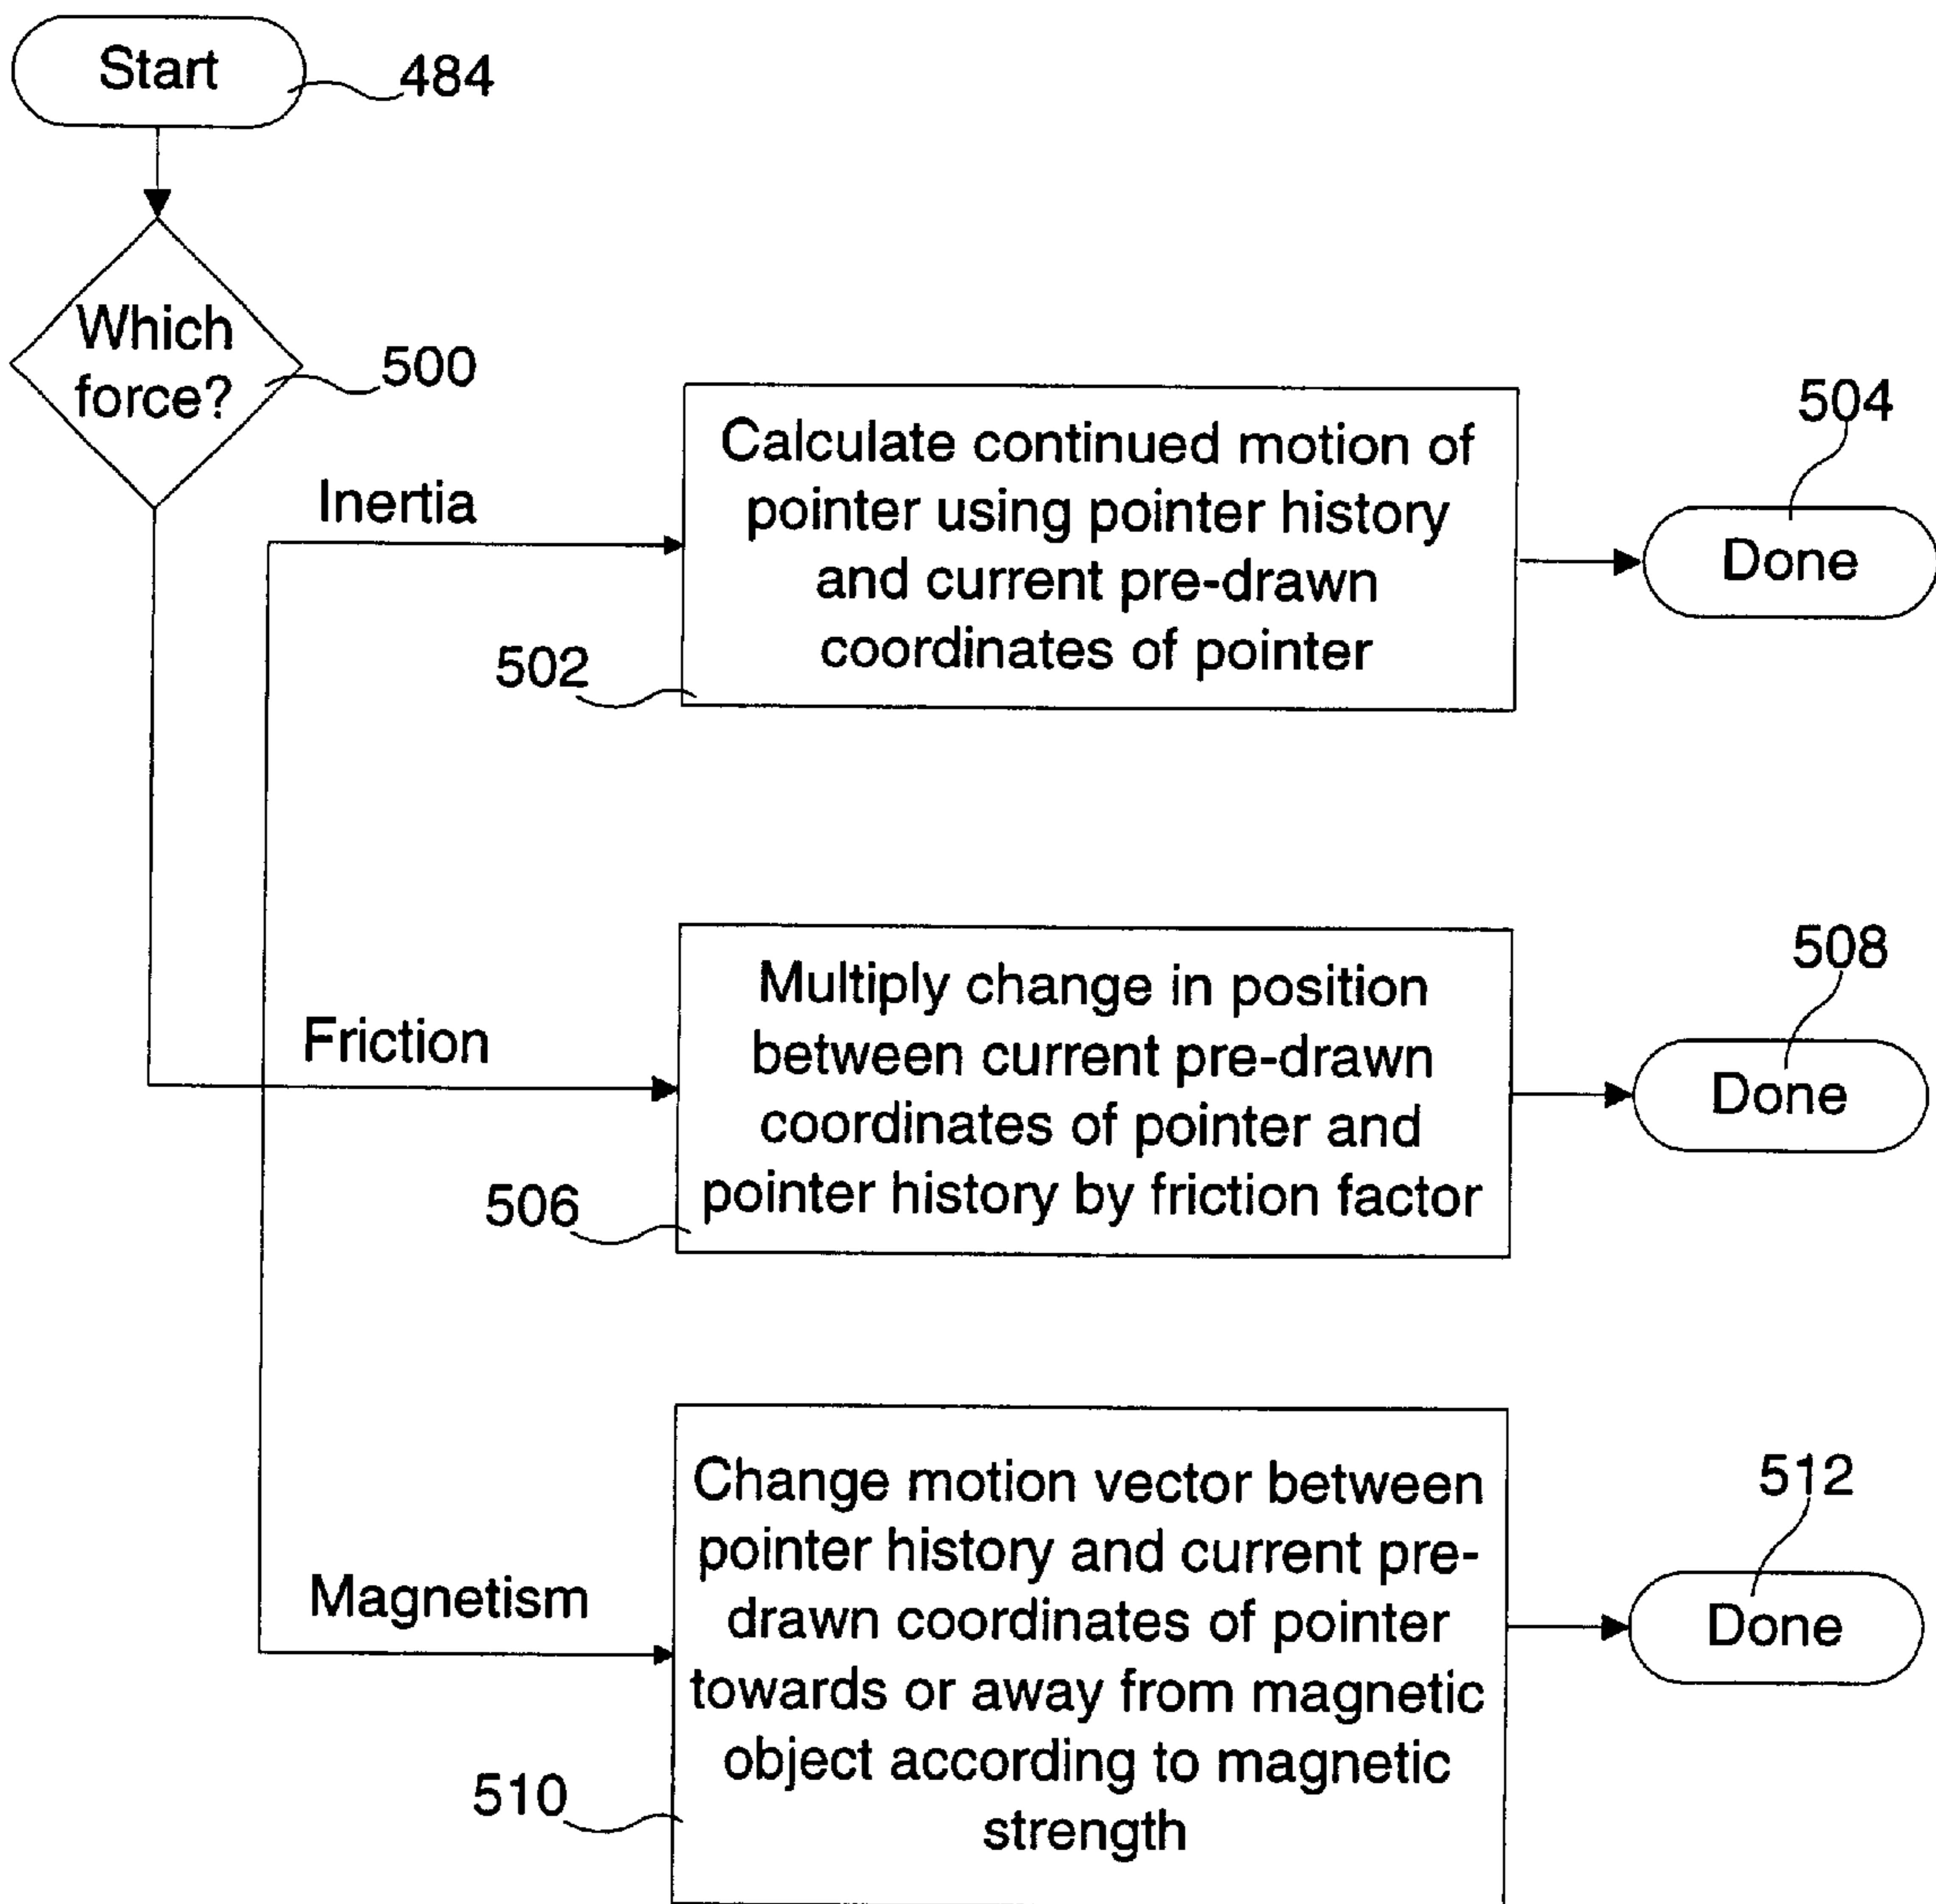 Start
484
Which
force?
500
Inertia
Calculate continued motion of
pointer using pointer history
and current pre-drawn
coordinates of pointer
502
504
Done
Friction
Multiply change in position
between current pre-drawn
coordinates of pointer and
pointer history by friction factor
506
508
Done
Magnetism
Change motion vector between
pointer history and current pre-
drawn coordinates of pointer
towards or away from magnetic
object according to magnetic
strength
510
512
Done